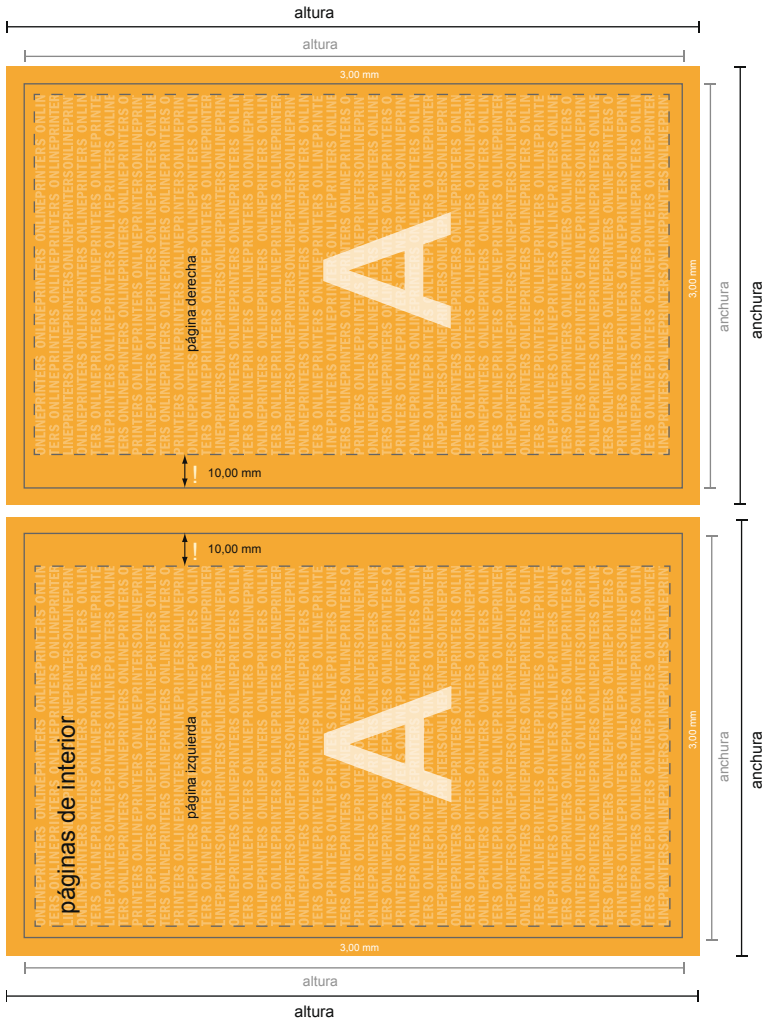 altura
altura
3,00 mm
A
página derecha
3,00 mm
anchura
anchura
! 10,00 mm
! 10,00 mm
páginas de interior
página izquierda
A
3,00 mm
anchura
anchura
3,00 mm
altura
altura